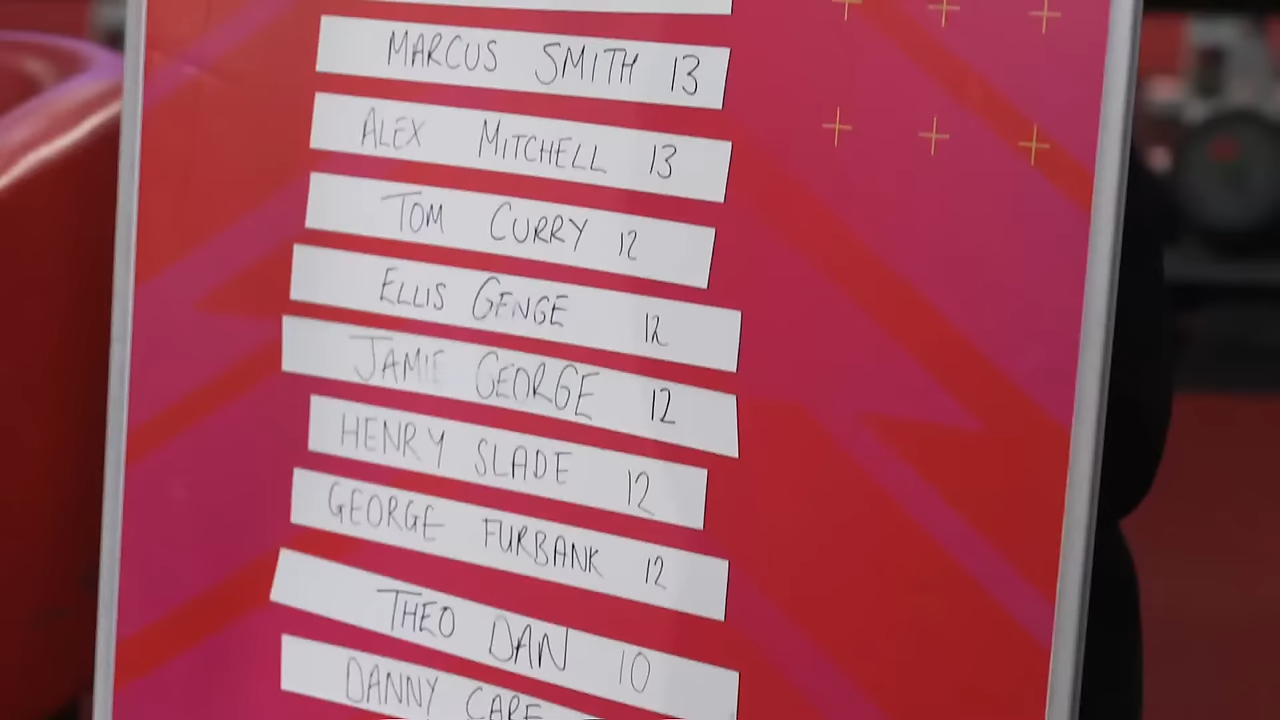 MARCUS SMITH 13
ALEX MITCHELL 13
TOM CURRY 12
ELLIS GENGE 12
JAMIE GEORGE 12
HENRY SLADE 12
GEORGE FURBANK 12
THEO DAN 10
DANNY CARE